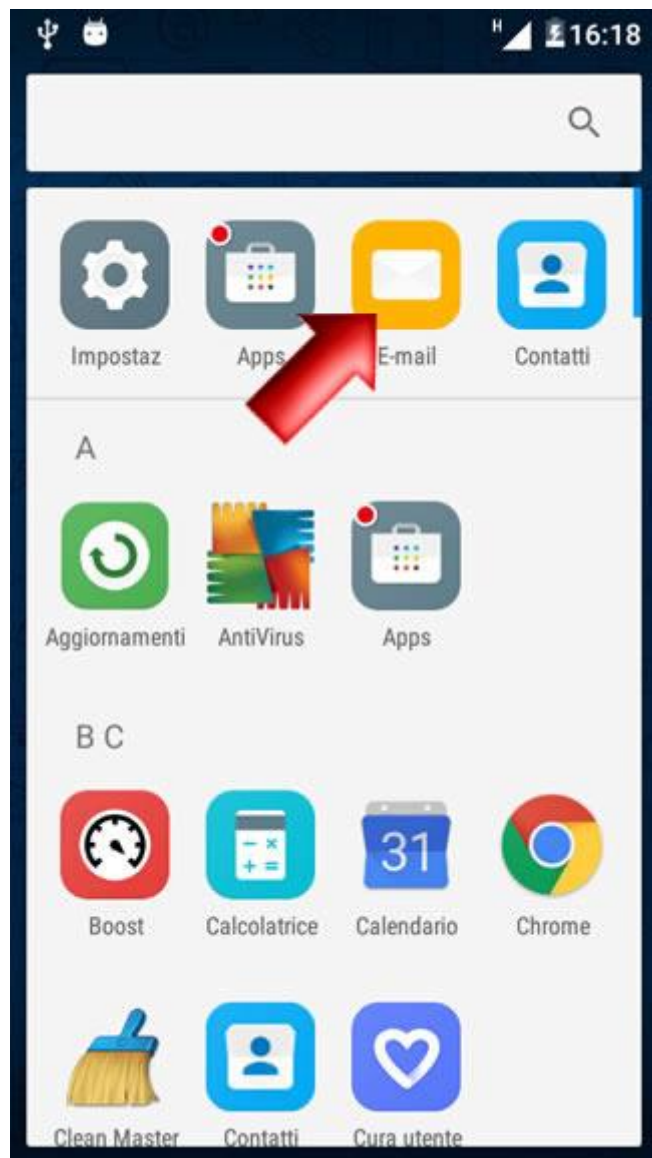 H 16:18
Impostaz Apps E-mail Contatti
A
Aggiornamenti AntiVirus Apps
B C
31
Boost Calcolatrice Calendario Chrome
Clean Master Contatti Cura utente